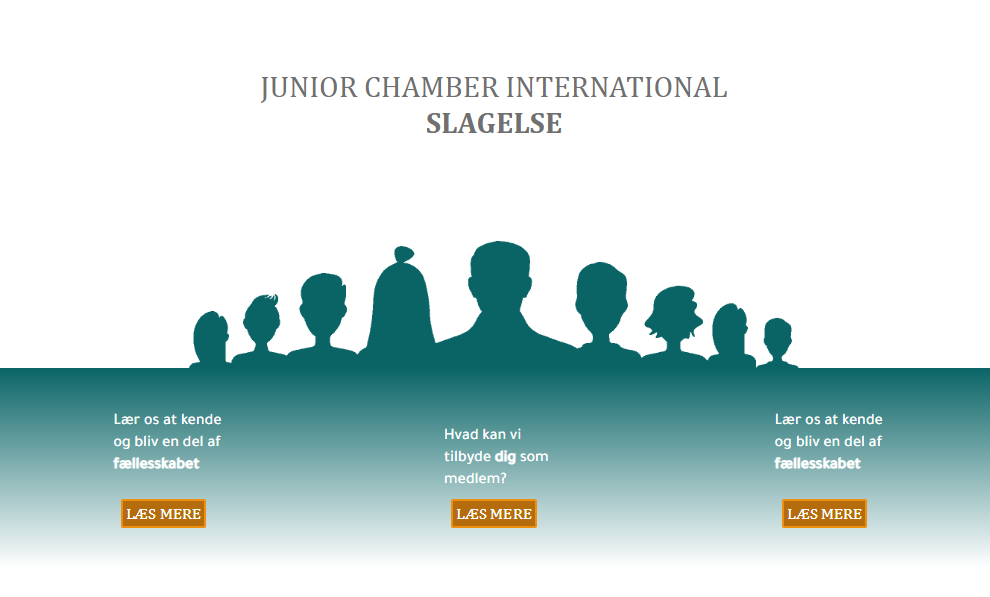 JUNIOR CHAMBER INTERNATIONAL
SLAGELSE
Lær os at kende
og bliv en del af
fællesskabet
LÆS MERE
Hvad kan vi
tilbyde dig som
medlem?
LÆS MERE
Lær os at kende
og bliv en del af
fællesskabet
LÆS MERE